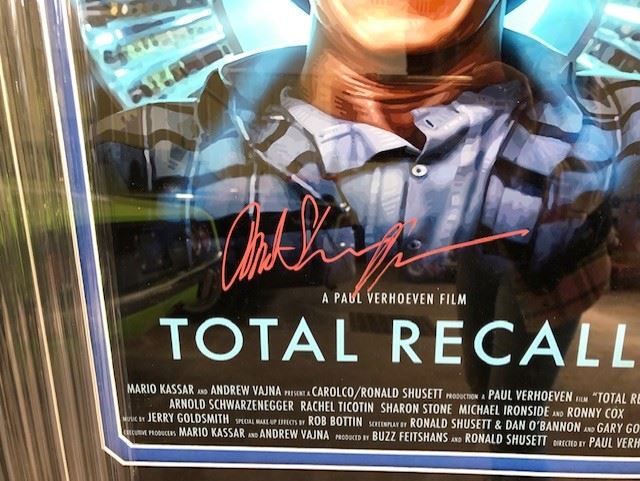 A PAUL VERHOEVEN FILM
TOTAL RECALL
MARIO KASSAR AND ANDREW VAJNA PRESENT A CAROLCO/RONALD SHUSETT PRODUCTION A PAUL VERHOEVEN FILM "TOTAL RE
ARNOLD SCHWARZENEGGER RACHEL TICOTIN SHARON STONE MICHAEL IRONSIDE AND RONNY COX
MUSIC BY JERRY GOLDSMITH SPECIAL MAKE-UP EFFECTS BY ROB BOTTIN SCREENPLAY BY RONALD SHUSETT & DAN O'BANNON AND GARY GO
EXECUTIVE PRODUCERS MARIO KASSAR AND ANDREW VAJNA PRODUCED BY BUZZ FEITSHANS AND RONALD SHUSETT DIRECTED BY PAUL VERH